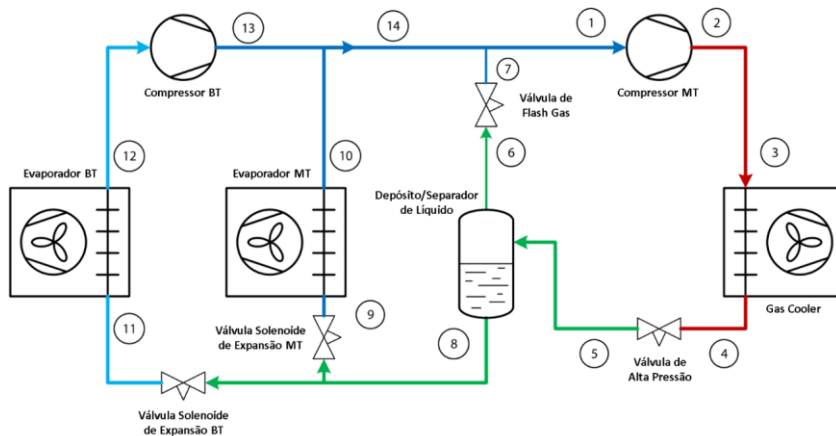 13
14
1
2
Compressor BT
7
Válvula de
Flash Gas
Compressor MT
12
Evaporador BT
10
Evaporador MT
6
3
Depósito/Separador
de Líquido
11
Válvula Solenoide
de Expansão MT
9
8
5
Válvula de
Alta Pressão
4
Gas Cooler
Válvula Solenoide
de Expansão BT